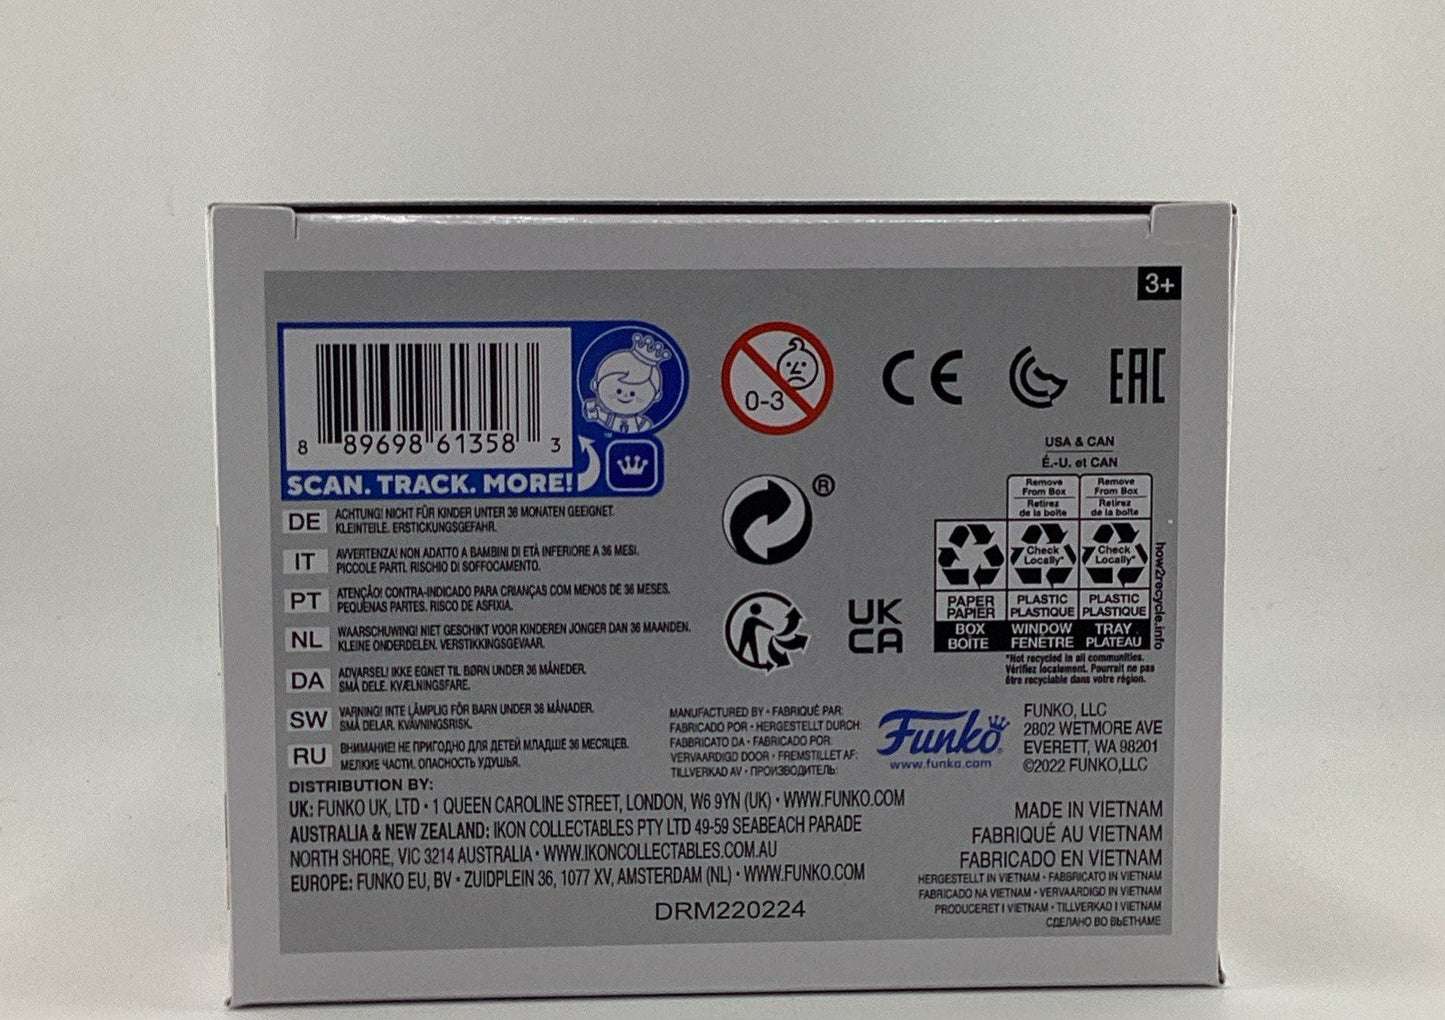 3+
8 89698 61358 3
SCAN. TRACK. MORE!
0-3
CE
EAC
USA & CAN
É.-U. et CAN
Remove From Box
Retirez de la boîte
Remove From Box
Retirez de la boîte
Check Locally*
Check Locally*
PAPER
PAPIER
PLASTIC
PLASTIQUE
PLASTIC
PLASTIQUE
BOX
BOÎTE
WINDOW
FENÊTRE
TRAY
PLATEAU
how2recycle.info
*Not recycled in all communities.
Vérifiez localement. Pourrait ne pas
être recyclable dans votre région.
®
UK
CA
DE ACHTUNG! NICHT FÜR KINDER UNTER 36 MONATEN GEEIGNET.
KLEINTEILE. ERSTICKUNGSGEFAHR.
IT AVVERTENZA! NON ADATTO A BAMBINI DI ETÀ INFERIORE A 36 MESI.
PICCOLE PARTI. RISCHIO DI SOFFOCAMENTO.
PT ATENÇÃO! CONTRA-INDICADO PARA CRIANÇAS COM MENOS DE 36 MESES.
PEQUENAS PARTES. RISCO DE ASFIXIA.
NL WAARSCHUWING! NIET GESCHIKT VOOR KINDEREN JONGER DAN 36 MAANDEN.
KLEINE ONDERDELEN. VERSTIKKINGSGEVAAR.
DA ADVARSEL! IKKE EGNET TIL BØRN UNDER 36 MÅNEDER.
SMÅ DELE. KVÆLNINGSFARE.
SW VARNING! INTE LÄMPLIG FÖR BARN UNDER 36 MÅNADER.
SMÅ DELAR. KVÄVNINGSRISK.
RU ВНИМАНИЕ! НЕ ПРИГОДНО ДЛЯ ДЕТЕЙ МЛАДШЕ 36 МЕСЯЦЕВ.
МЕЛКИЕ ЧАСТИ. ОПАСНОСТЬ УДУШЬЯ.
MANUFACTURED BY • FABRIQUÉ PAR:
FABRICADO POR • HERGESTELLT DURCH:
FABBRICATO DA • FABRICADO POR:
VERVAARDIGD DOOR • FREMSTILLET AF:
TILLVERKAD AV • ПРОИЗВОДИТЕЛЬ:
Funko
www.funko.com
FUNKO, LLC
2802 WETMORE AVE
EVERETT, WA 98201
©2022 FUNKO,LLC
DISTRIBUTION BY:
UK: FUNKO UK, LTD • 1 QUEEN CAROLINE STREET, LONDON, W6 9YN (UK) • WWW.FUNKO.COM
AUSTRALIA & NEW ZEALAND: IKON COLLECTABLES PTY LTD 49-59 SEABEACH PARADE
NORTH SHORE, VIC 3214 AUSTRALIA • WWW.IKONCOLLECTABLES.COM.AU
EUROPE: FUNKO EU, BV • ZUIDPLEIN 36, 1077 XV, AMSTERDAM (NL) • WWW.FUNKO.COM
DRM220224
MADE IN VIETNAM
FABRIQUÉ AU VIETNAM
FABRICADO EN VIETNAM
HERGESTELLT IN VIETNAM • FABBRICATO IN VIETNAM
FABRICADO NA VIETNAM • VERVAARDIGD IN VIETNAM
PRODUCERET I VIETNAM • TILLVERKAD I VIETNAM
СДЕЛАНО ВО ВЬЕТНАМЕ